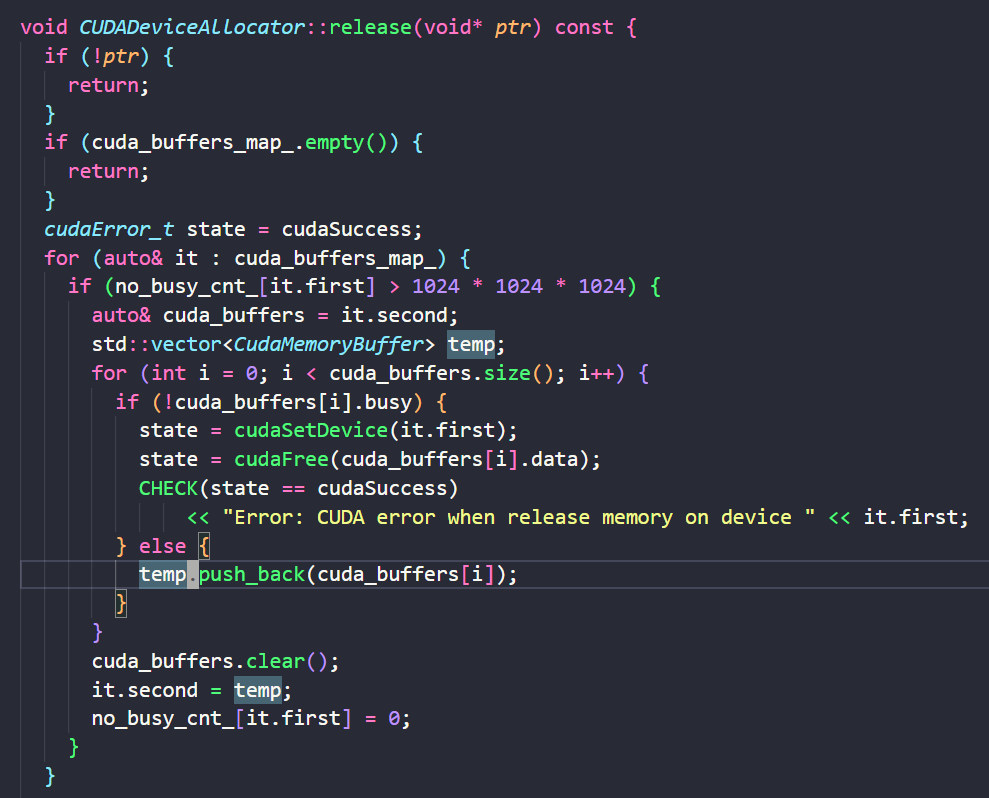 void CUDADeviceAllocator::release(void* ptr) const {
  if (!ptr) {
    return;
  }
  if (cuda_buffers_map_.empty()) {
    return;
  }
  cudaError_t state = cudaSuccess;
  for (auto& it : cuda_buffers_map_) {
    if (no_busy_cnt_[it.first] > 1024 * 1024 * 1024) {
      auto& cuda_buffers = it.second;
      std::vector<CudaMemoryBuffer> temp;
      for (int i = 0; i < cuda_buffers.size(); i++) {
        if (!cuda_buffers[i].busy) {
          state = cudaSetDevice(it.first);
          state = cudaFree(cuda_buffers[i].data);
          CHECK(state == cudaSuccess)
              << "Error: CUDA error when release memory on device " << it.first;
        } else {
          temp.push_back(cuda_buffers[i]);
        }
      }
      cuda_buffers.clear();
      it.second = temp;
      no_busy_cnt_[it.first] = 0;
    }
  }